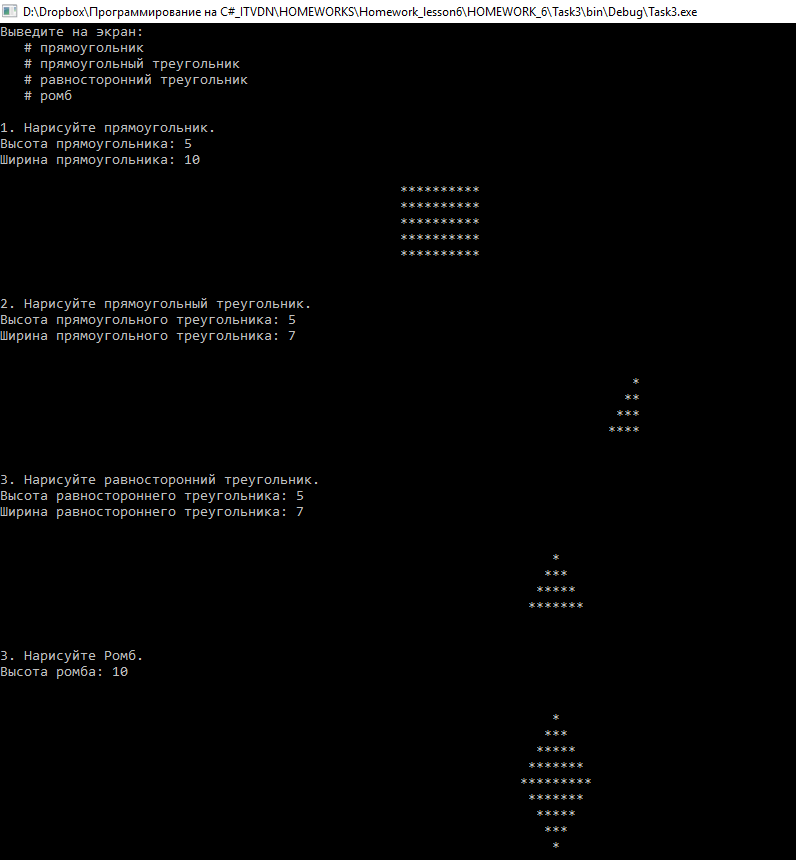 D:\Dropbox\Программирование на C#_ITVDN\HOMEWORKS\Homework_lesson6\HOMEWORK_6\Task3\bin\Debug\Task3.exe
Выведите на экран:
# прямоугольник
# прямоугольный треугольник
# равносторонний треугольник
# ромб
1. Нарисуйте прямоугольник.
Высота прямоугольника: 5
Ширина прямоугольника: 10
**********
**********
**********
**********
**********
2. Нарисуйте прямоугольный треугольник.
Высота прямоугольного треугольника: 5
Ширина прямоугольного треугольника: 7
*
**
***
****
3. Нарисуйте равносторонний треугольник.
Высота равностороннего треугольника: 5
Ширина равностороннего треугольника: 7
*
***
*****
*******
3. Нарисуйте Ромб.
Высота ромба: 10
*
***
*****
*******
*********
*******
*****
***
*